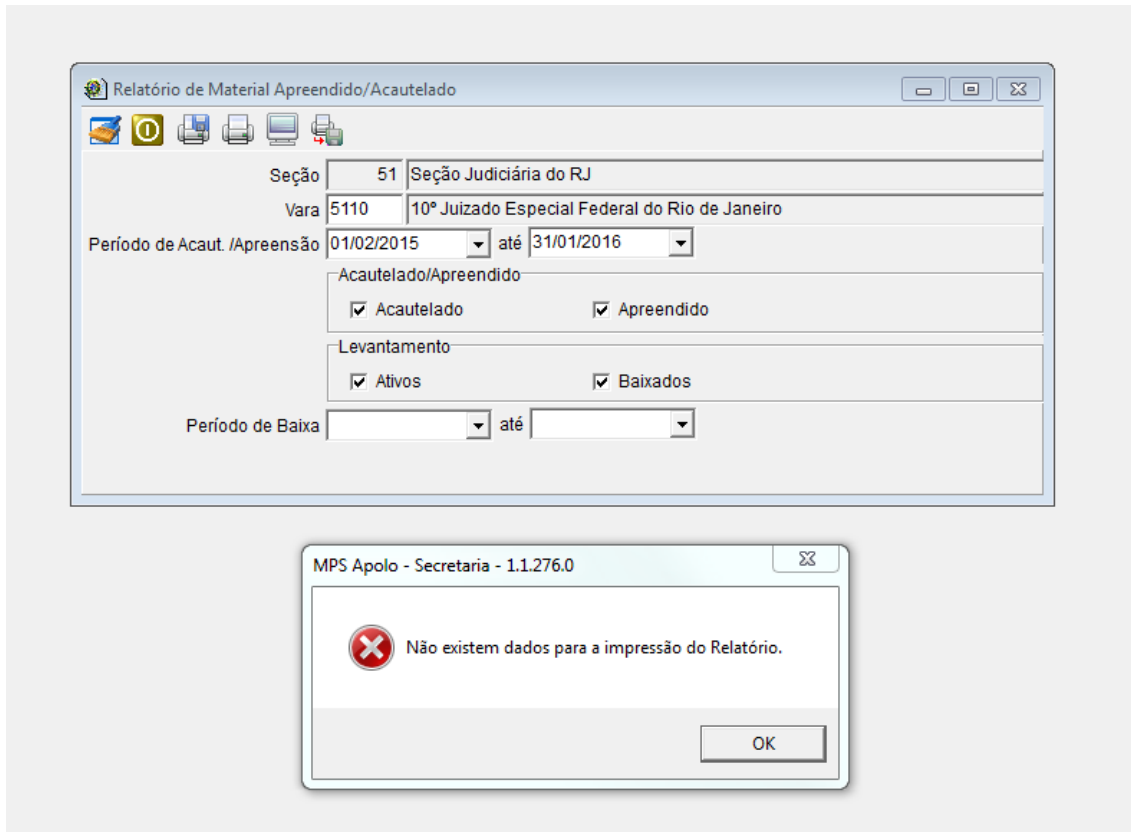 Relatório de Material Apreendido/Acautelado
Seção 51 Seção Judiciária do RJ
Vara 5110 10º Juizado Especial Federal do Rio de Janeiro
Período de Acaut. /Apreensão 01/02/2015 até 31/01/2016
Acautelado/Apreendido
Acautelado Apreendido
Levantamento
Ativos Baixados
Período de Baixa até
MPS Apolo - Secretaria - 1.1.276.0
Não existem dados para a impressão do Relatório.
OK